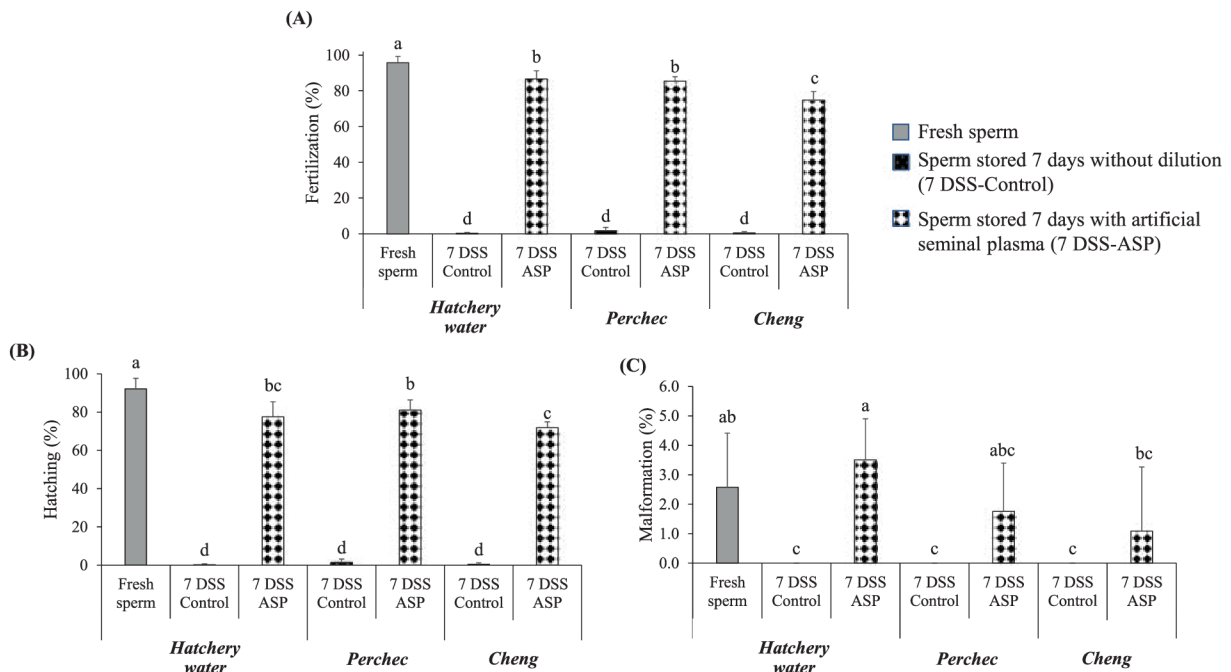 (A)
Fertilization (%)
100
80
60
40
20
0
a
d
b
d
b
d
c
Fresh sperm
7 DSS Control
7 DSS ASP
7 DSS Control
7 DSS ASP
7 DSS Control
7 DSS ASP
Hatchery water
Perchec
Cheng
Fresh sperm
Sperm stored 7 days without dilution
(7 DSS-Control)
Sperm stored 7 days with artificial
seminal plasma (7 DSS-ASP)
(B)
Hatching (%)
100
80
60
40
20
0
a
d
bc
d
b
d
c
Fresh sperm
7 DSS Control
7 DSS ASP
7 DSS Control
7 DSS ASP
7 DSS Control
7 DSS ASP
Hatchery water
Perchec
Cheng
(C)
Malformation (%)
6.0
5.0
4.0
3.0
2.0
1.0
0.0
ab
c
a
c
abc
c
bc
Fresh sperm
7 DSS Control
7 DSS ASP
7 DSS Control
7 DSS ASP
7 DSS Control
7 DSS ASP
Hatchery water
Perchec
Cheng